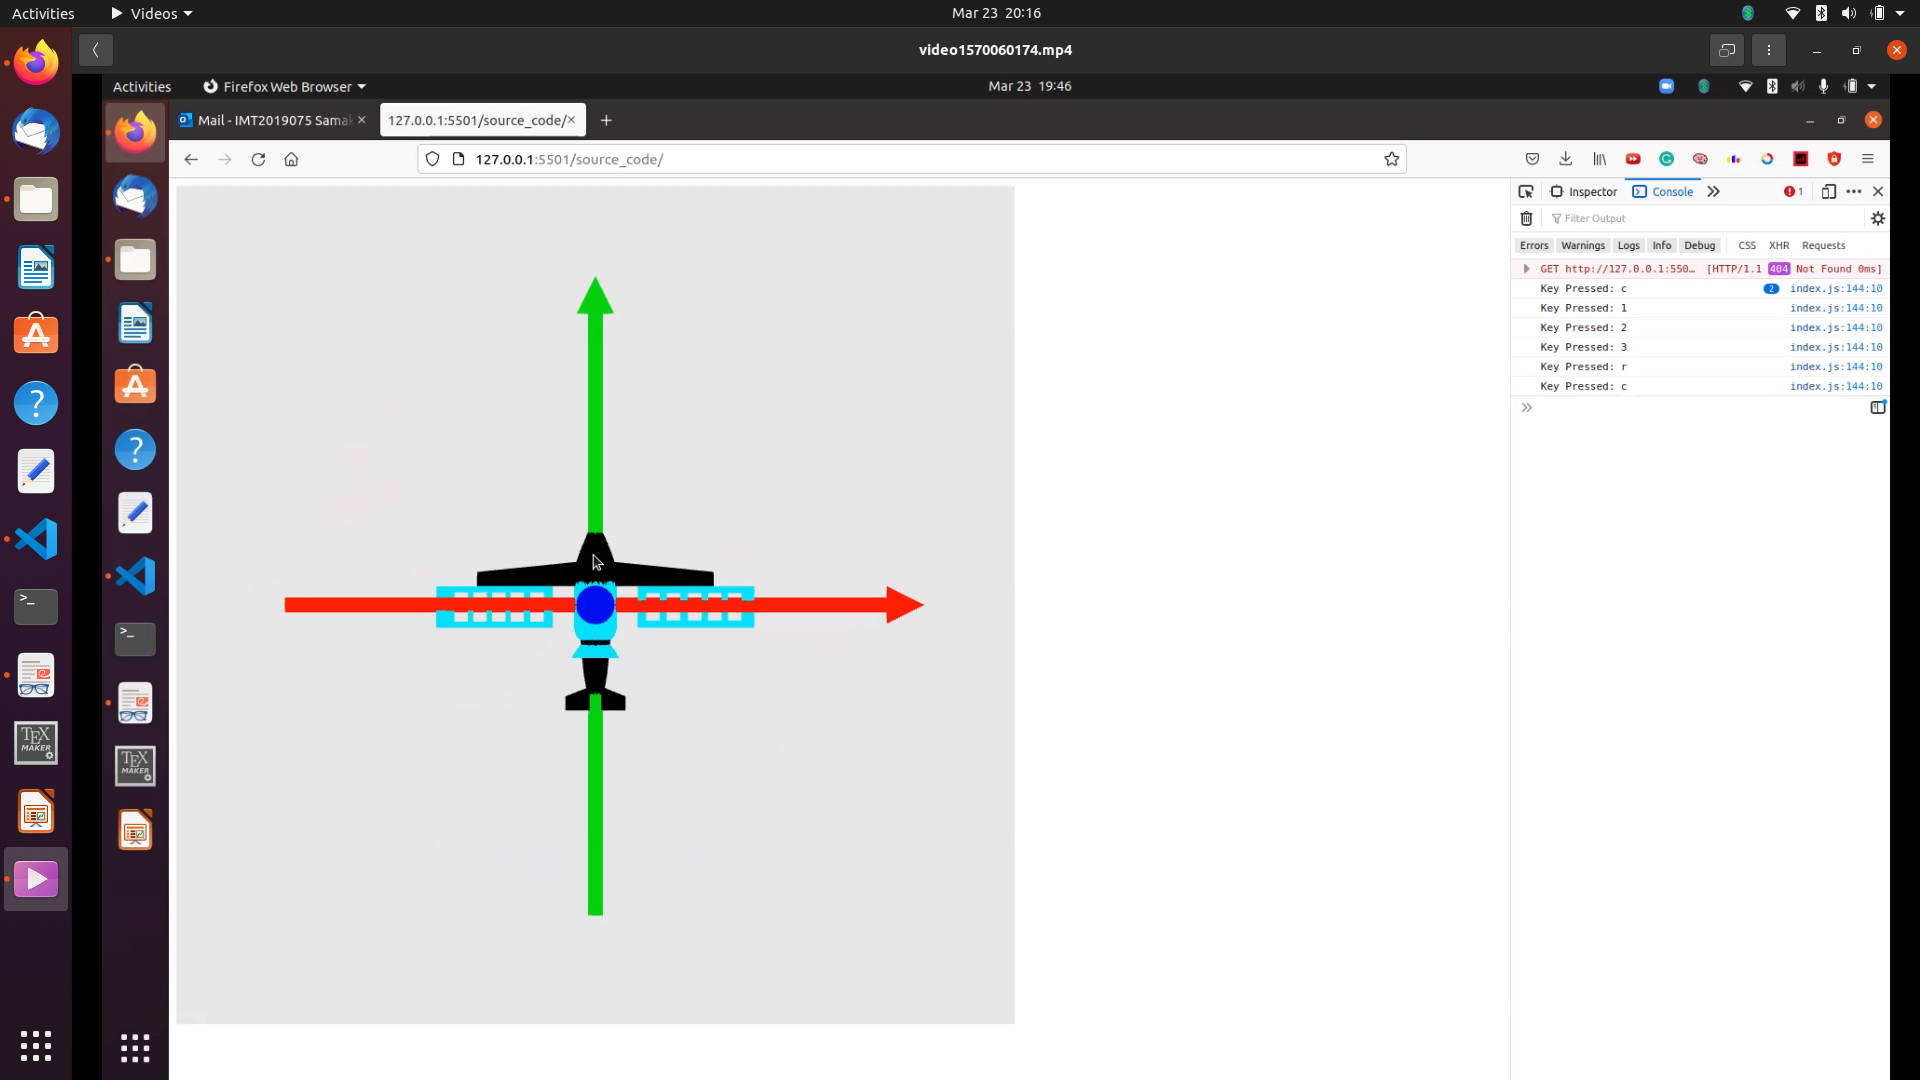 Activities Videos Mar 23 20:16
video1570060174.mp4
Activities Firefox Web Browser Mar 23 19:46
Mail - IMT2019075 Sama 127.0.0.1:5501/source_code/
127.0.0.1:5501/source_code/
Inspector Console 1
Filter Output
Errors Warnings Logs Info Debug CSS XHR Requests
GET http://127.0.0.1:550… [HTTP/1.1 404 Not Found 0ms]
Key Pressed: c 2 index.js:144:10
Key Pressed: 1 index.js:144:10
Key Pressed: 2 index.js:144:10
Key Pressed: 3 index.js:144:10
Key Pressed: r index.js:144:10
Key Pressed: c index.js:144:10
TEX
MAKER
TEX
MAKER